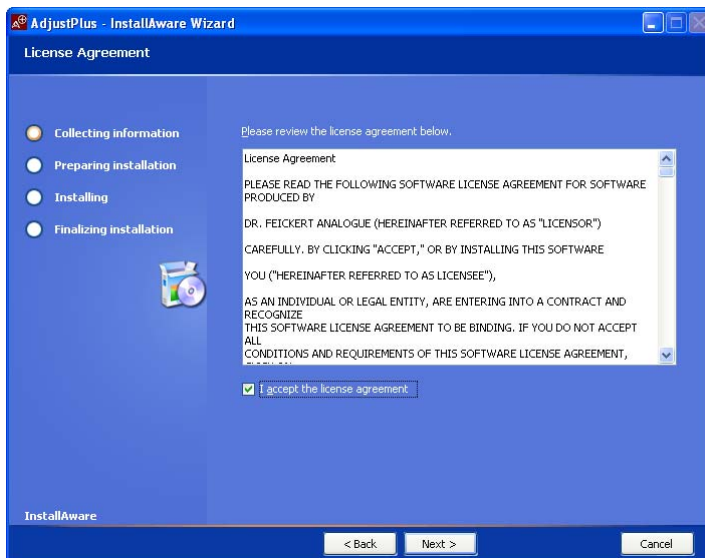 AdjustPlus - InstallAware Wizard
License Agreement
Collecting information
Preparing installation
Installing
Finalizing installation
Please review the license agreement below.
License Agreement
PLEASE READ THE FOLLOWING SOFTWARE LICENSE AGREEMENT FOR SOFTWARE
PRODUCED BY
DR. FEICKERT ANALOGUE (HEREINAFTER REFERRED TO AS "LICENSOR")
CAREFULLY. BY CLICKING "ACCEPT," OR BY INSTALLING THIS SOFTWARE
YOU ("HEREINAFTER REFERRED TO AS LICENSEE"),
AS AN INDIVIDUAL OR LEGAL ENTITY, ARE ENTERING INTO A CONTRACT AND
RECOGNIZE
THIS SOFTWARE LICENSE AGREEMENT TO BE BINDING. IF YOU DO NOT ACCEPT
ALL
CONDITIONS AND REQUIREMENTS OF THIS SOFTWARE LICENSE AGREEMENT,
I accept the license agreement
InstallAware
< Back
Next >
Cancel